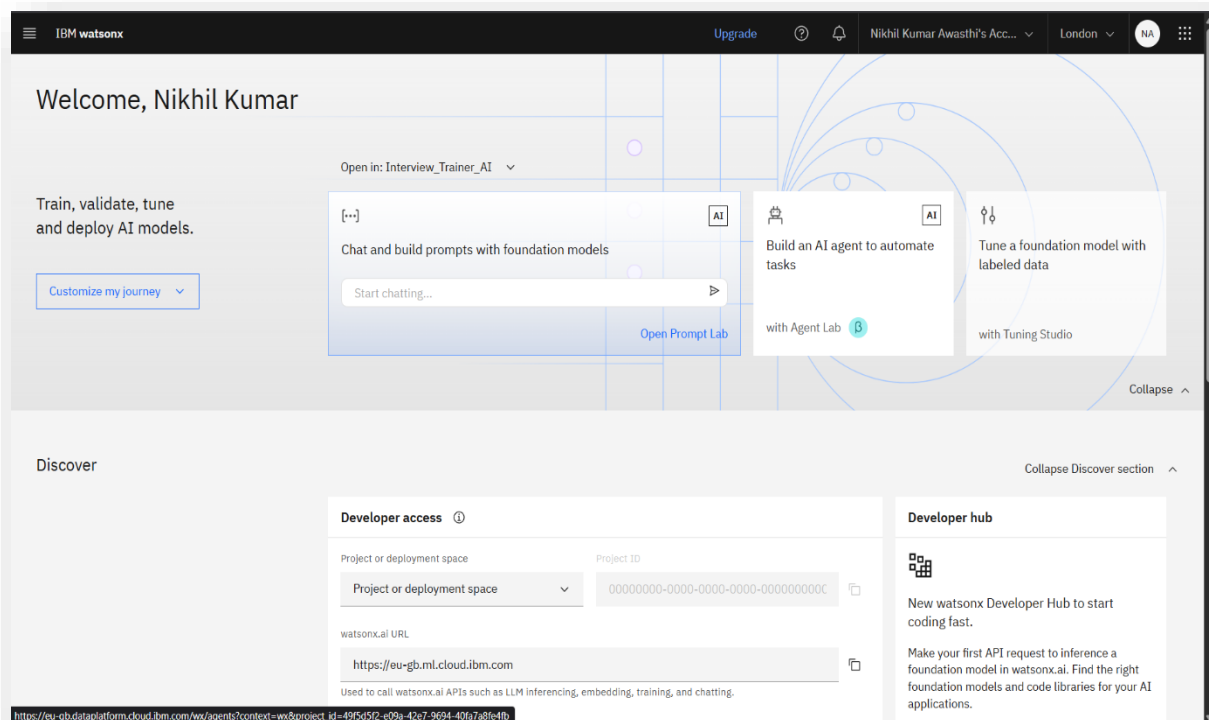 IBM watsonx
Upgrade
Nikhil Kumar Awasthi's Acc...
London
NA
Welcome, Nikhil Kumar
Open in: Interview_Trainer_AI
Train, validate, tune
and deploy AI models.
Customize my journey
[...]
AI
Chat and build prompts with foundation models
Start chatting...
Open Prompt Lab
AI
Build an AI agent to automate
tasks
with Agent Lab β
Tune a foundation model with
labeled data
with Tuning Studio
Collapse
Discover
Collapse Discover section
Developer access
Project or deployment space
Project or deployment space
Project ID
00000000-0000-0000-0000-00000000000C
watsonx.ai URL
https://eu-gb.ml.cloud.ibm.com
Used to call watsonx.ai APIs such as LLM inferencing, embedding, training, and chatting.
Developer hub
New watsonx Developer Hub to start
coding fast.
Make your first API request to inference a
foundation model in watsonx.ai. Find the right
foundation models and code libraries for your AI
applications.
https://eu-gb.dataplatform.cloud.ibm.com/wx/agents?context=wx&project_id=49f5d5f2-e09a-42e7-9694-40fa7a8fe4fb